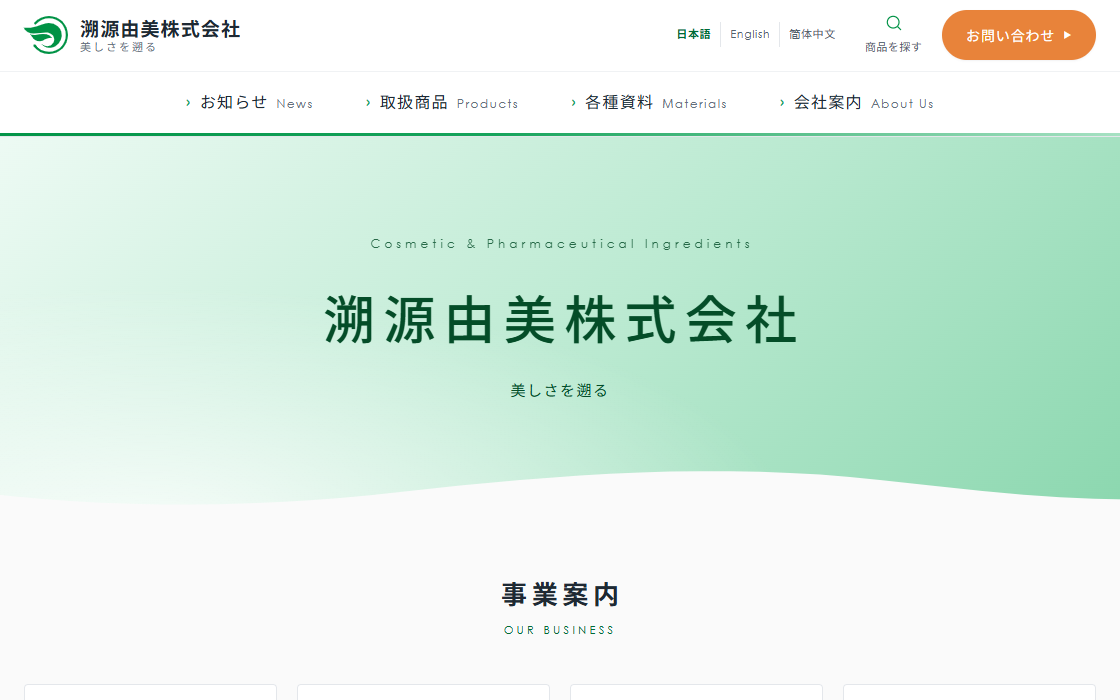 溯源由美株式会社
美しさを遡る
日本語
English
简体中文
商品を探す
お問い合わせ ▶
› お知らせ News
› 取扱商品 Products
› 各種資料 Materials
› 会社案内 About Us
Cosmetic & Pharmaceutical Ingredients
溯源由美株式会社
美しさを遡る
事業案内
OUR BUSINESS